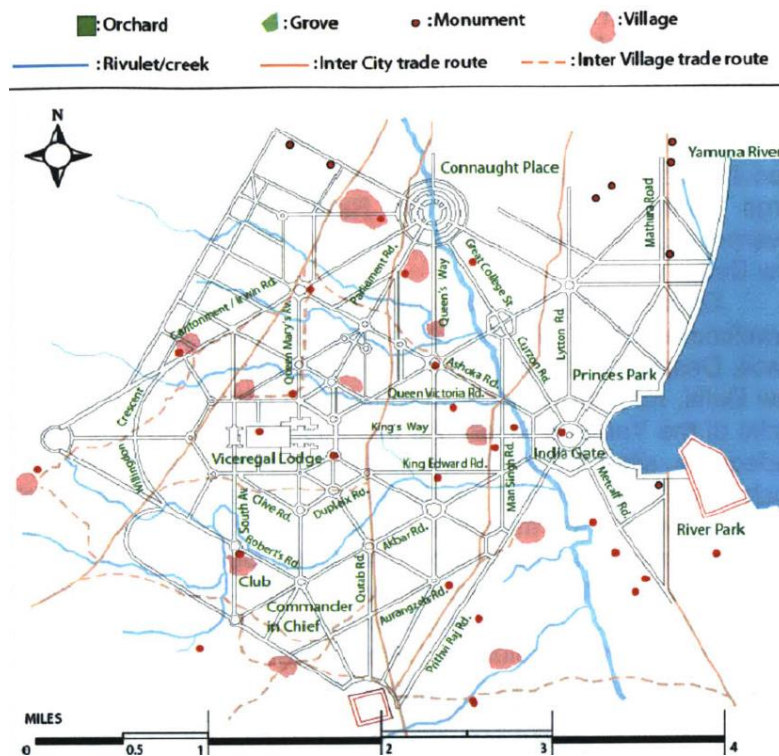 : Orchard : Grove : Monument : Village
: Rivulet/creek : Inter City trade route : Inter Village trade route
N
Connaught Place
Yamuna River
Mathura Road
Parliament Rd.
Queen's Way
Great College St
Cantonment / Irwin Rd.
Queen Mary's Av.
Lytton Rd.
Curzon Rd.
Ashoka Rd.
Princes Park
Crescent
Queen Victoria Rd.
King's Way
India Gate
Viceregal Lodge
King Edward Rd.
Man Singh Rd.
Metcalf Rd.
Willingdon
South Av.
Clive Rd.
Dupleix Rd.
River Park
Robert's Rd.
Akbar Rd.
Club
Qutab Rd.
Commander
in Chief
Aurangzeb Rd.
Prithvi Raj Rd.
MILES
0 0.5 1 2 3 4